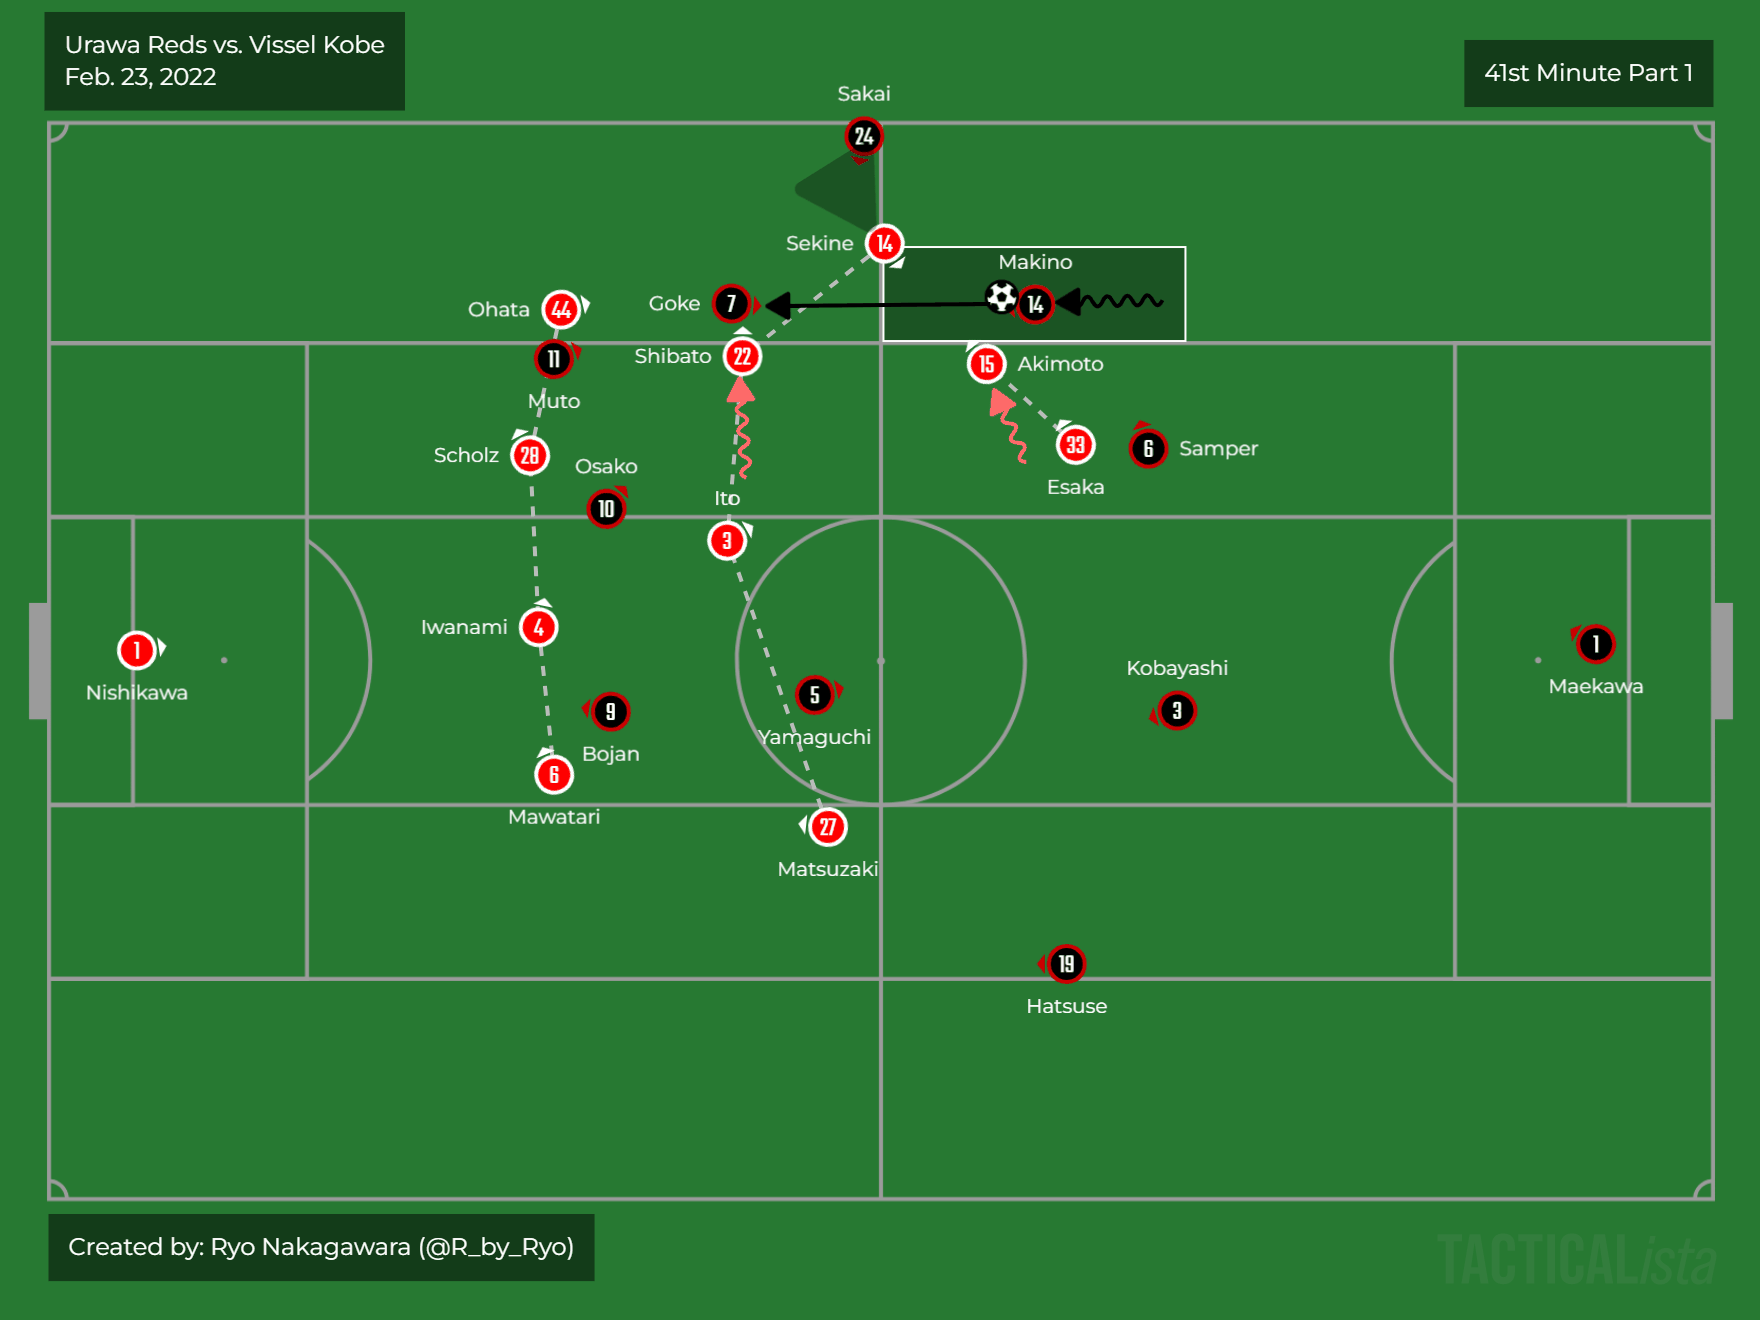 Urawa Reds vs. Vissel Kobe
Feb. 23, 2022
41st Minute Part 1
Sakai
24
Sekine
14
Makino
14
Ohata
44
Goke
7
11
Muto
Shibato
22
15
Akimoto
Scholz
28
Osako
10
33
Esaka
6
Samper
Ito
3
Iwanami
4
1
Nishikawa
9
Bojan
5
Yamaguchi
Kobayashi
3
1
Maekawa
6
Mawatari
27
Matsuzaki
19
Hatsuse
Created by: Ryo Nakagawara (@R_by_Ryo)
TACTICALista